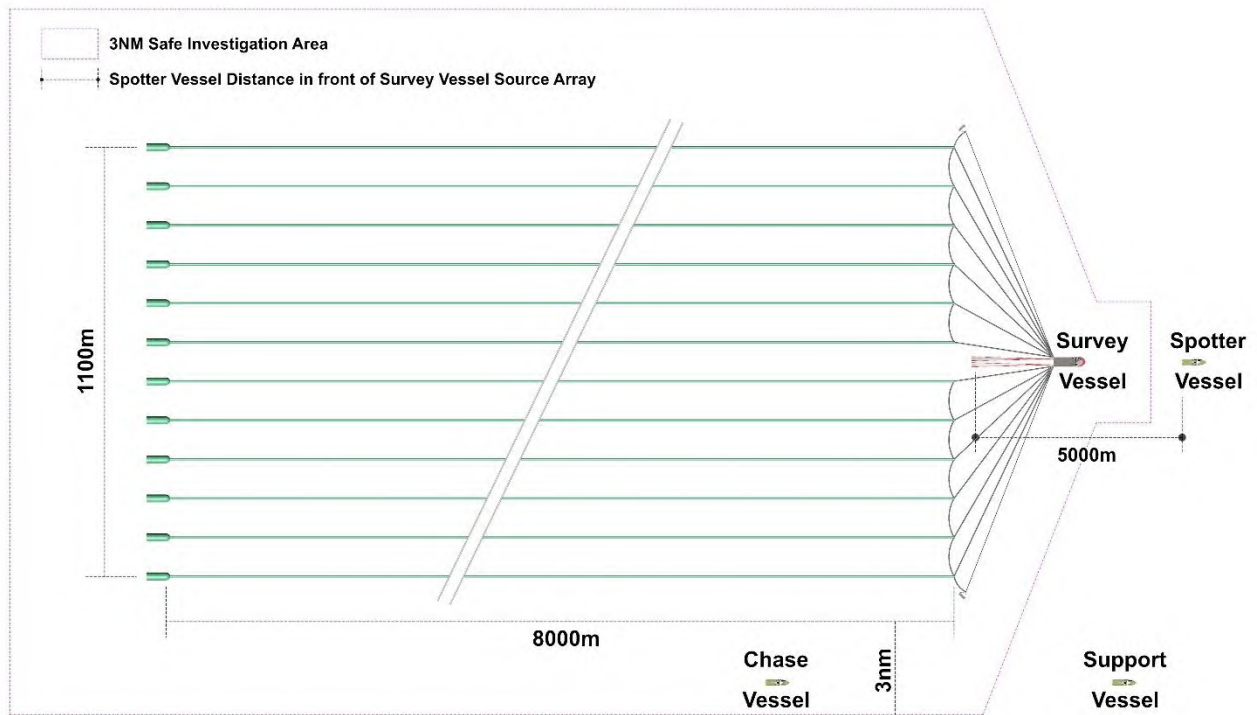 3NM Safe Investigation Area
Spotter Vessel Distance in front of Survey Vessel Source Array
1100m
Survey
Vessel
Spotter
Vessel
5000m
8000m
3nm
Chase
Vessel
Support
Vessel